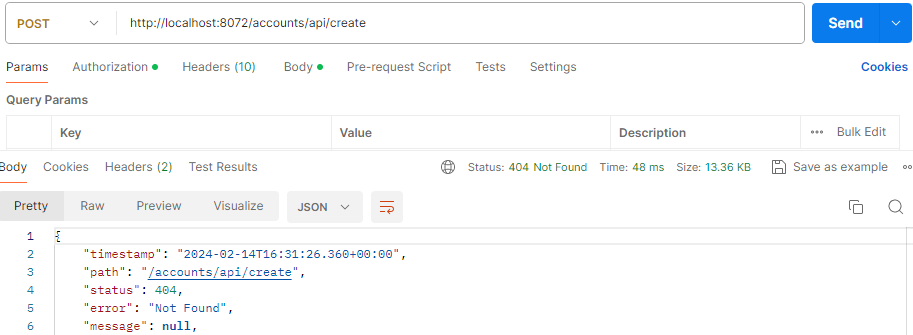 POST http://localhost:8072/accounts/api/create Send
Params Authorization Headers (10) Body Pre-request Script Tests Settings Cookies
Query Params
Key Value Description ••• Bulk Edit
Body Cookies Headers (2) Test Results Status: 404 Not Found Time: 48 ms Size: 13.36 KB Save as example
Pretty Raw Preview Visualize JSON
1 {
2 "timestamp": "2024-02-14T16:31:26.360+00:00",
3 "path": "/accounts/api/create",
4 "status": 404,
5 "error": "Not Found",
6 "message": null,